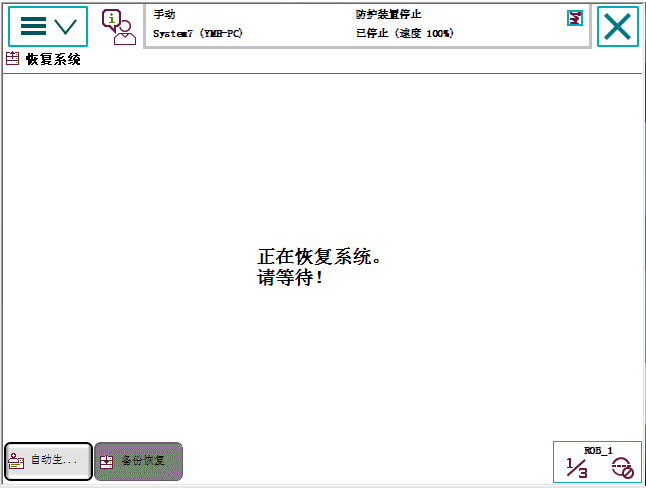 手动
防护装置停止
System7 (YMH-PC)
已停止 (速度 100%)
恢复系统
正在恢复系统。
请等待!
自动生...
备份恢复
ROB_1
1/3